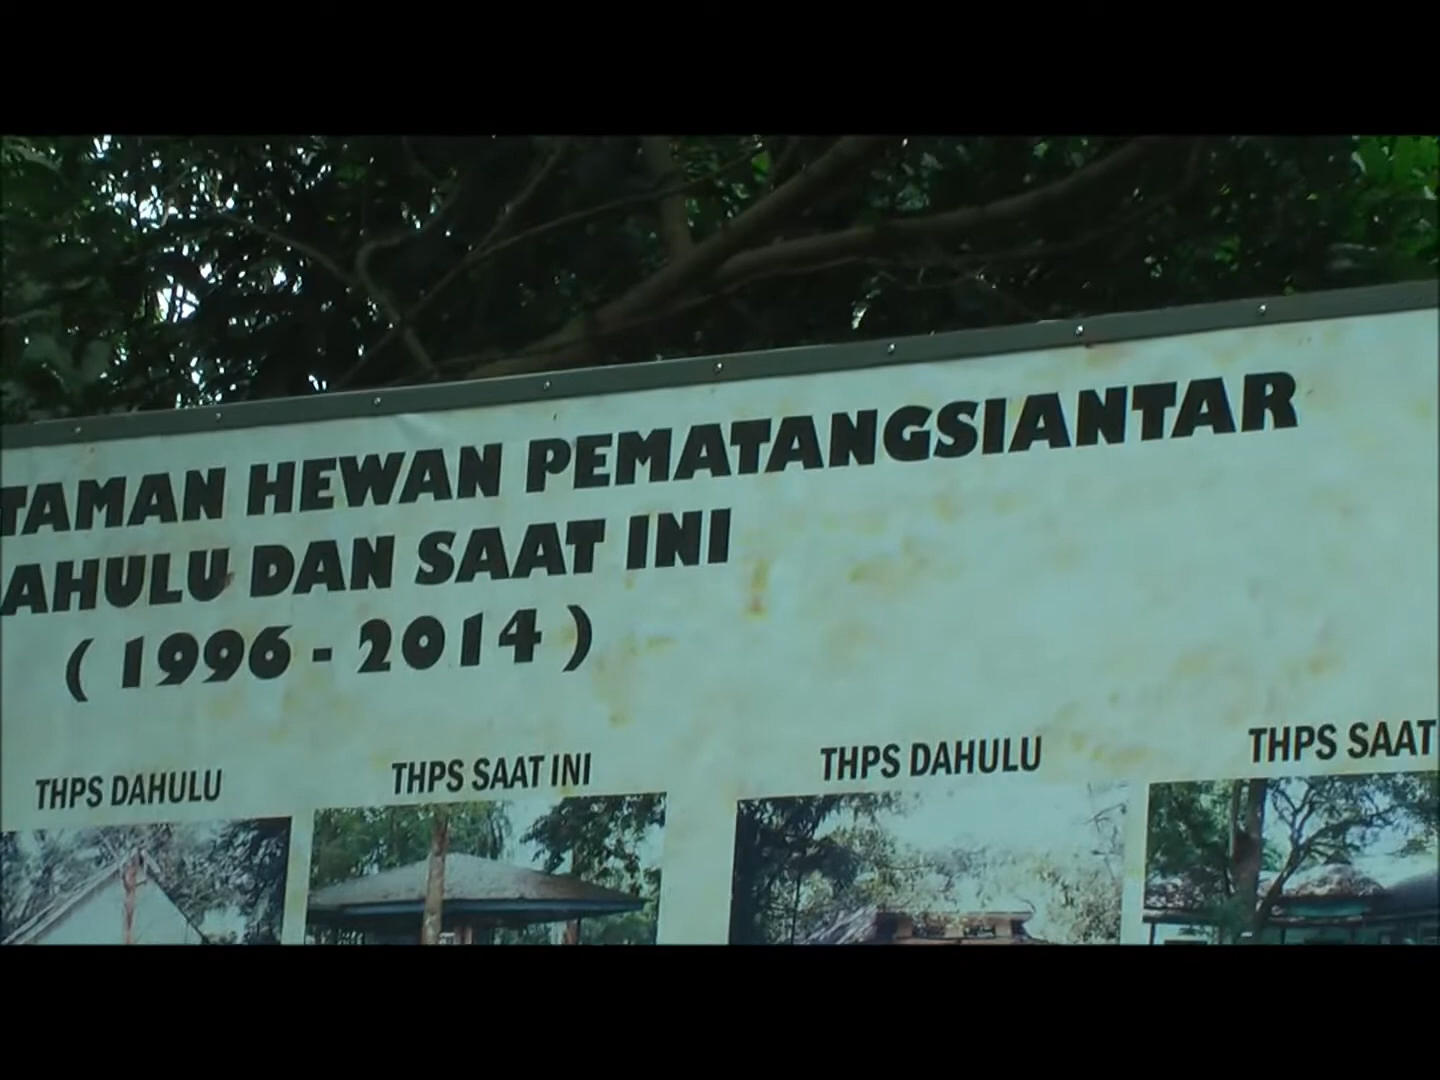 TAMAN HEWAN PEMATANGSIANTAR
AHULU DAN SAAT INI
( 1996 - 2014 )
THPS DAHULU
THPS SAAT INI
THPS DAHULU
THPS SAAT